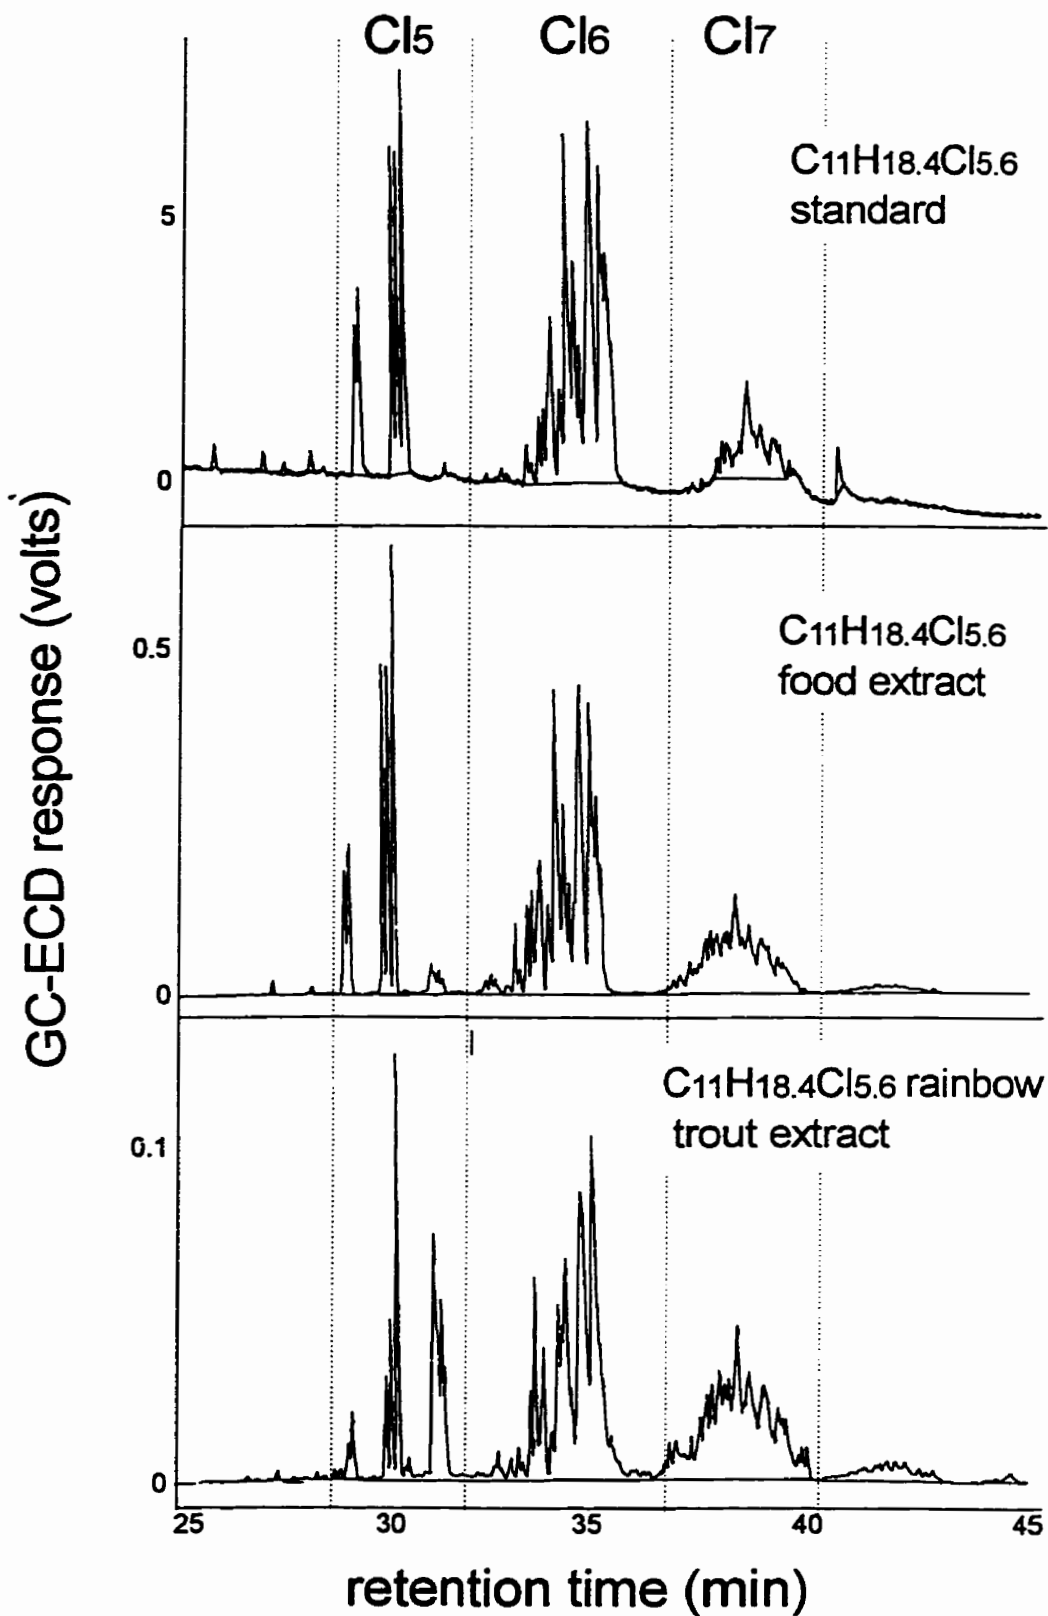 Cl5 Cl6 Cl7
C11H18.4Cl5.6
standard
5
0
GC-ECD response (volts)
C11H18.4Cl5.6
food extract
0.5
0
C11H18.4Cl5.6 rainbow
trout extract
0.1
0
25 30 35 40 45
retention time (min)